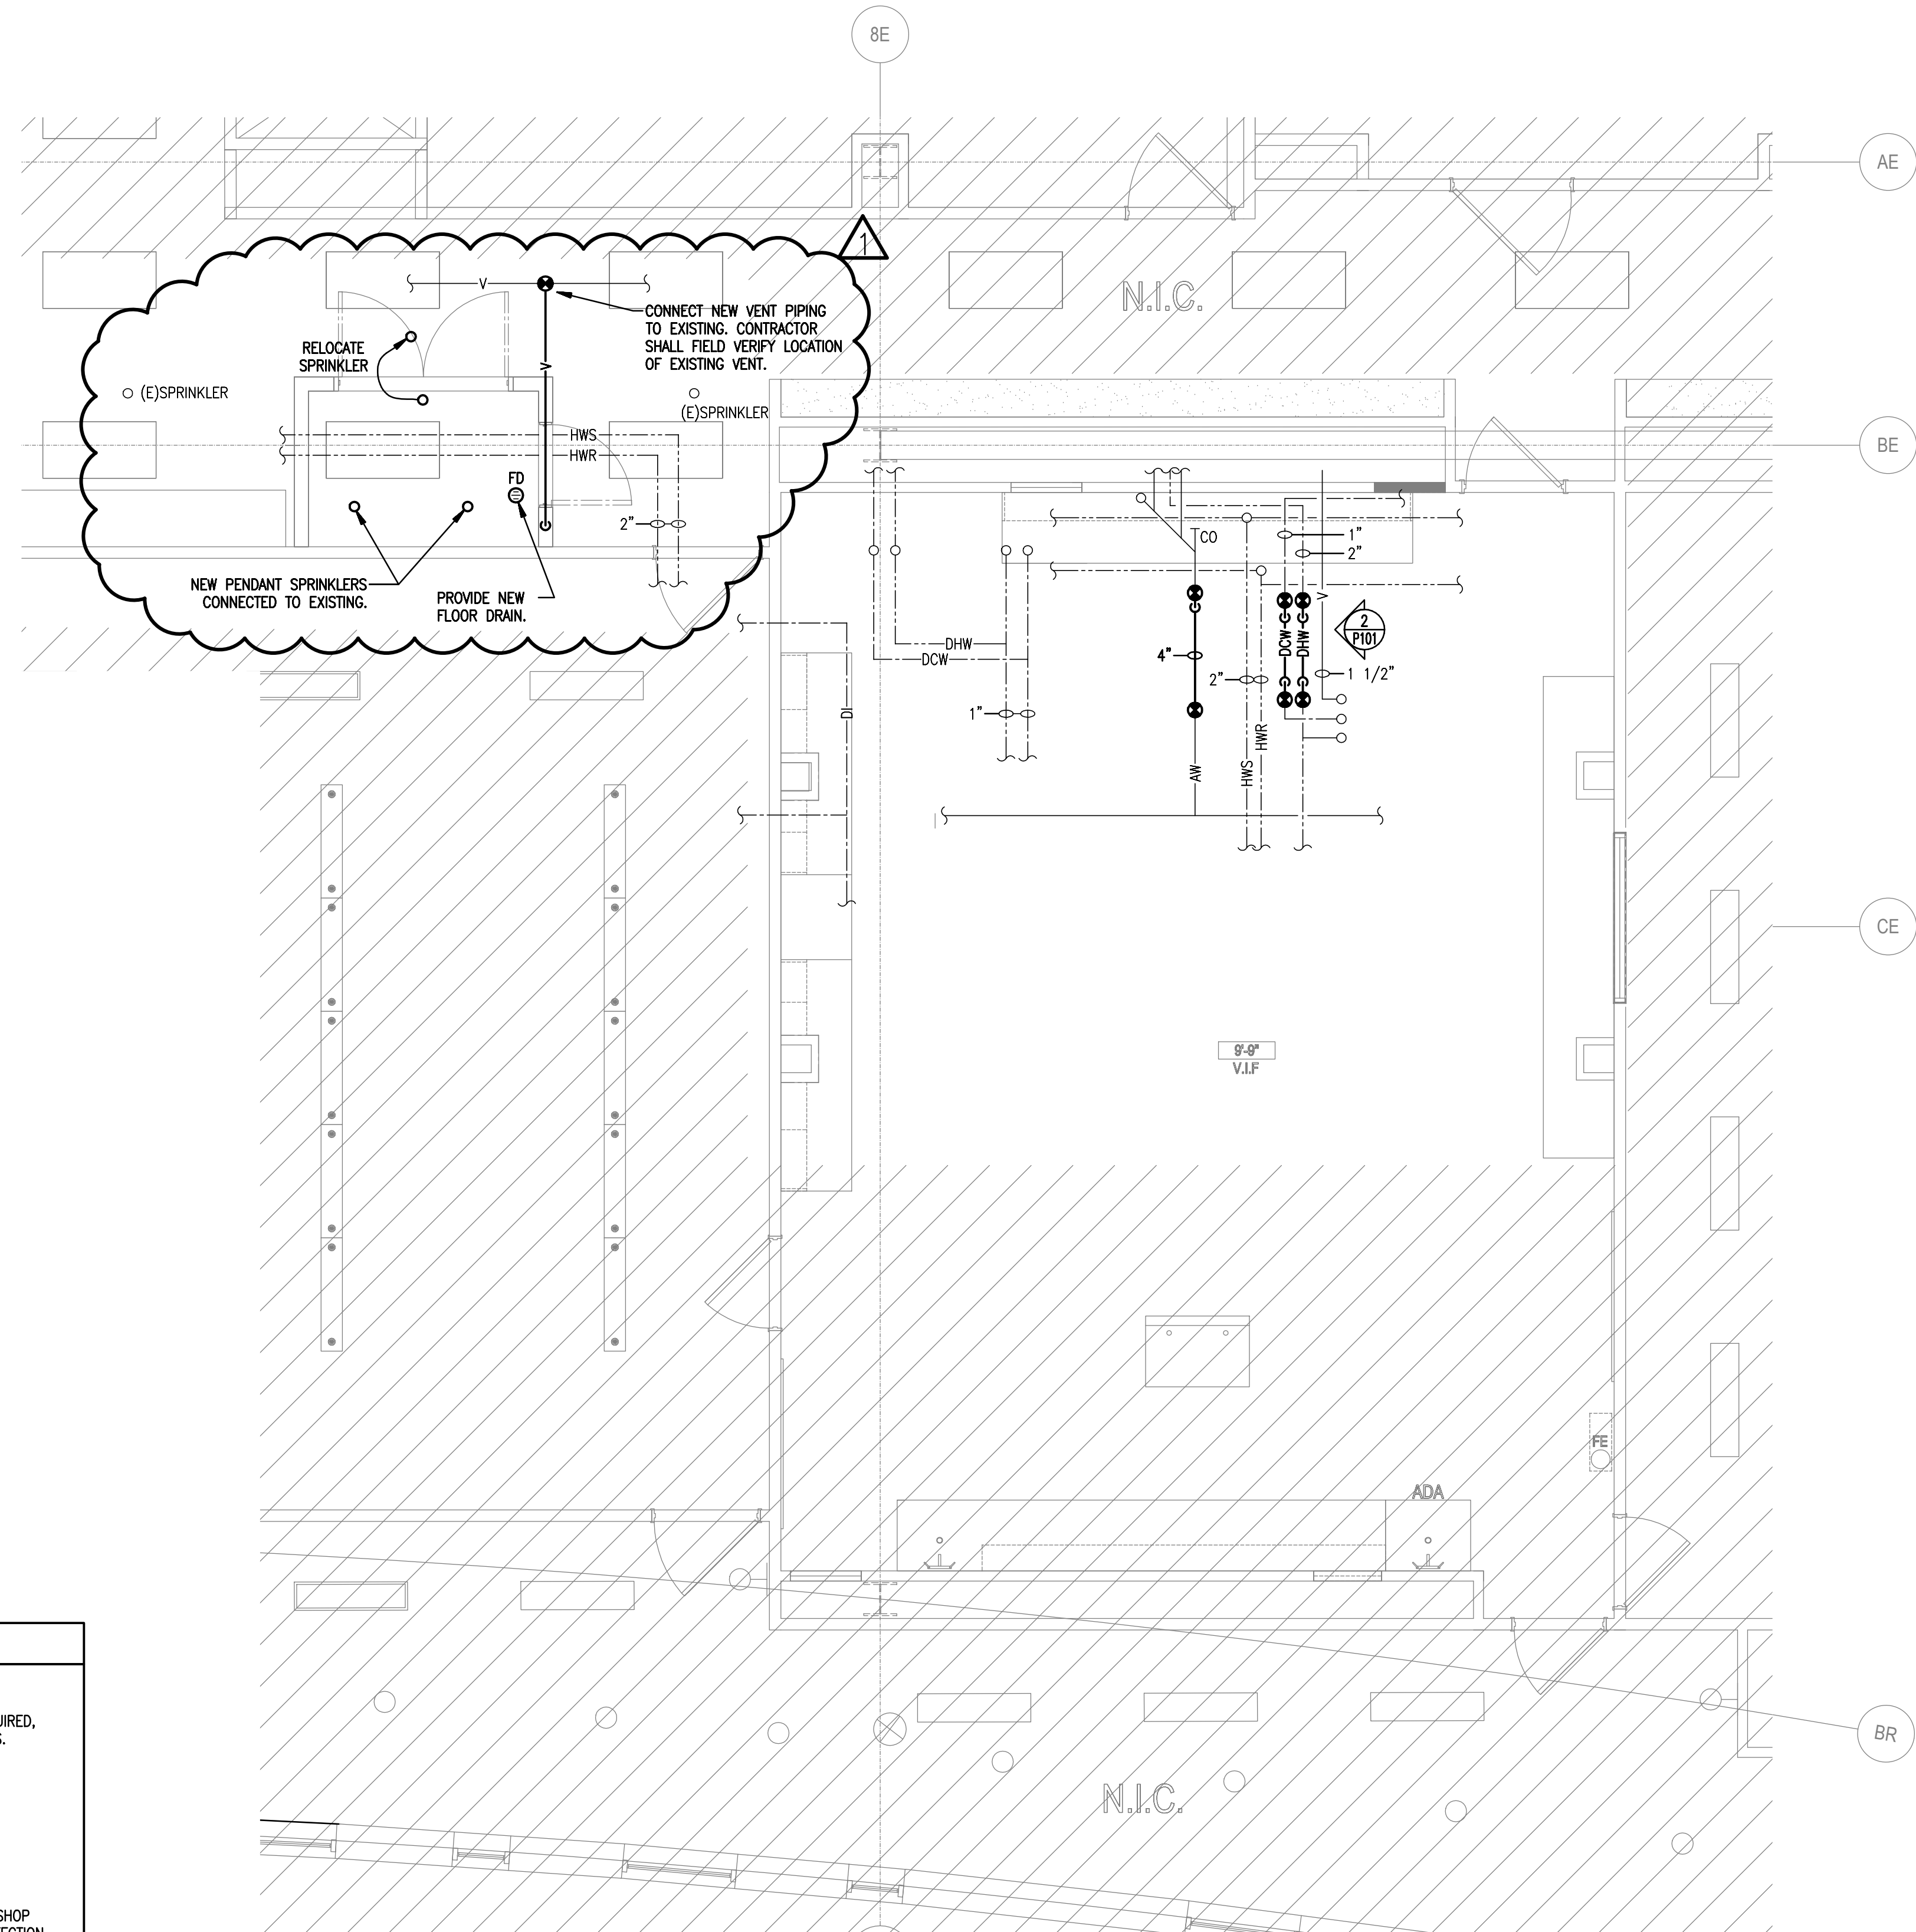 8E
AE
1
N.I.C.
V
CONNECT NEW VENT PIPING
TO EXISTING. CONTRACTOR
SHALL FIELD VERIFY LOCATION
OF EXISTING VENT.
RELOCATE
SPRINKLER
V
(E)SPRINKLER
(E)SPRINKLER
HWS
HWR
BE
FD
2"
NEW PENDANT SPRINKLERS
CONNECTED TO EXISTING.
PROVIDE NEW
FLOOR DRAIN.
CO
1"
2"
V
2
P101
DCW
DHW
DHW
DCW
4"
2"
1 1/2"
1"
DI
HWR
AW
HWS
CE
9'-9"
V.I.F
FE
ADA
UIRED,
S.
BR
N.I.C.
SHOP